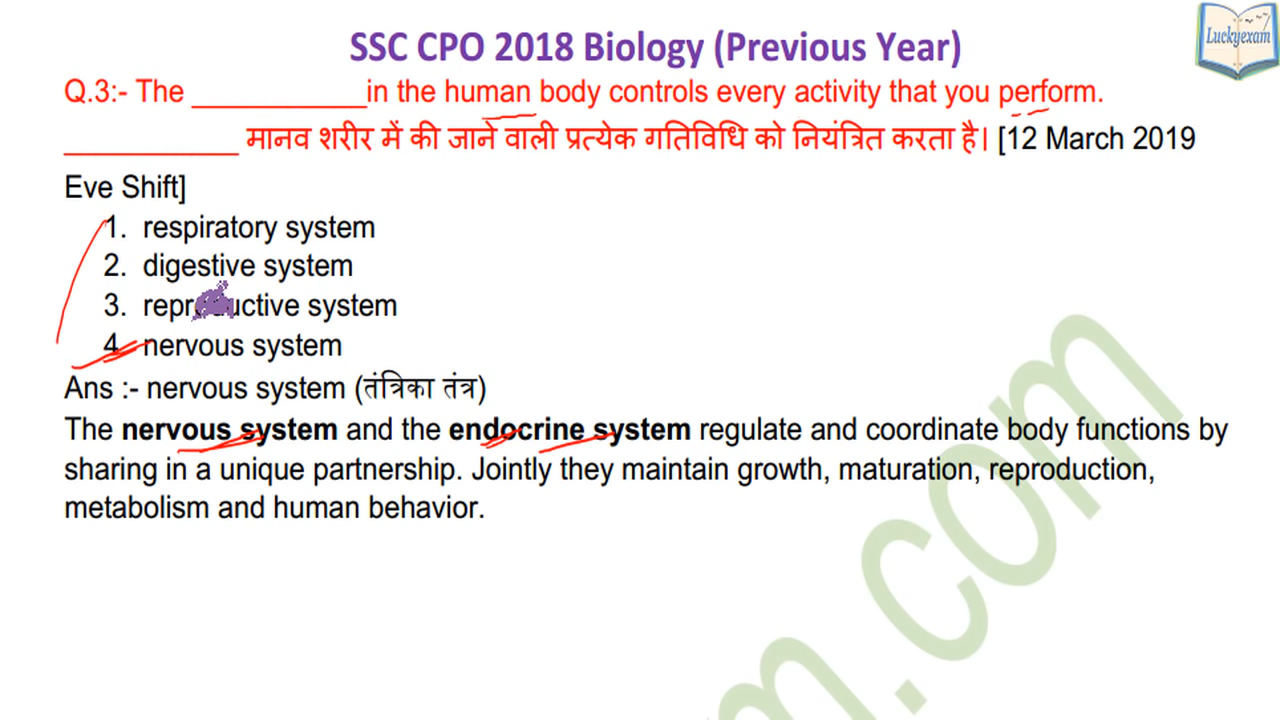 SSC CPO 2018 Biology (Previous Year)
Luckyexam
Q.3:- The ___________in the human body controls every activity that you perform.
___________ मानव शरीर में की जाने वाली प्रत्येक गतिविधि को नियंत्रित करता है। [12 March 2019
Eve Shift]
1. respiratory system
2. digestive system
3. reproductive system
4. nervous system
Ans :- nervous system (तंत्रिका तंत्र)
The nervous system and the endocrine system regulate and coordinate body functions by
sharing in a unique partnership. Jointly they maintain growth, maturation, reproduction,
metabolism and human behavior.
m.com